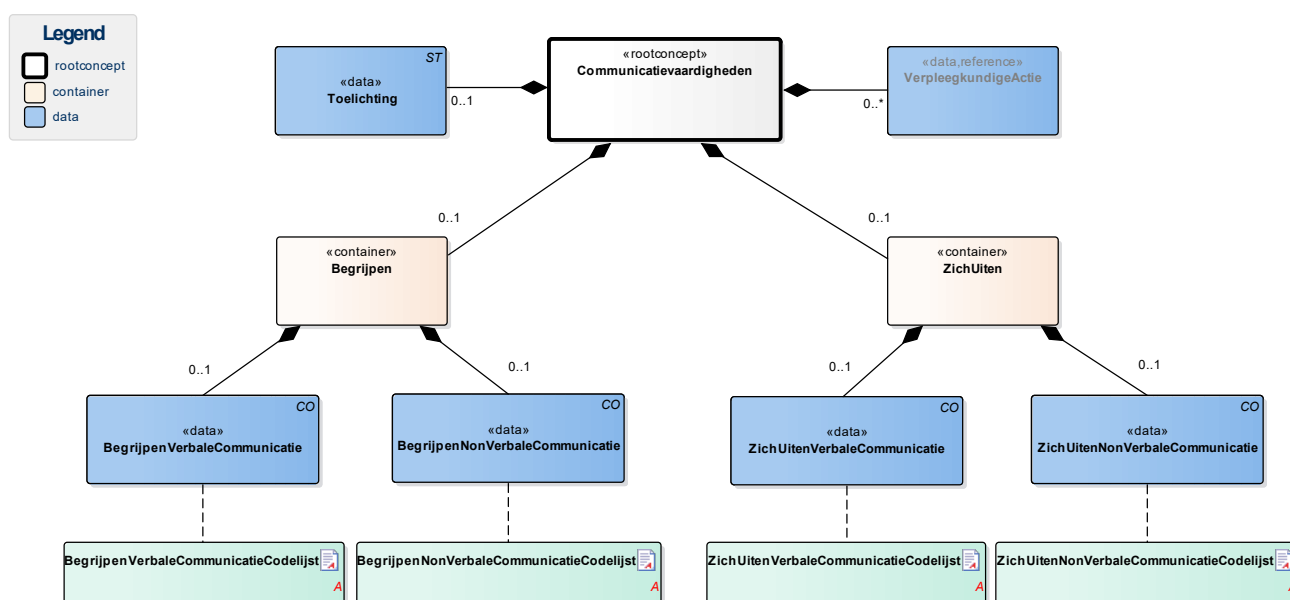 Legend
rootconcept
container
data
ST
«data»
Toelichting
0..1
«rootconcept»
Communicatievaardigheden
«data,reference»
VerpleegkundigeActie
0..*
0..1
0..1
«container»
Begrijpen
«container»
ZichUiten
0..1
0..1
0..1
0..1
CO
«data»
BegrijpenVerbaleCommunicatie
CO
«data»
BegrijpenNonVerbaleCommunicatie
CO
«data»
ZichUitenVerbaleCommunicatie
CO
«data»
ZichUitenNonVerbaleCommunicatie
BegrijpenVerbaleCommunicatieCodelijst
A
BegrijpenNonVerbaleCommunicatieCodelijst
A
ZichUitenVerbaleCommunicatieCodelijst
A
ZichUitenNonVerbaleCommunicatieCodelijst